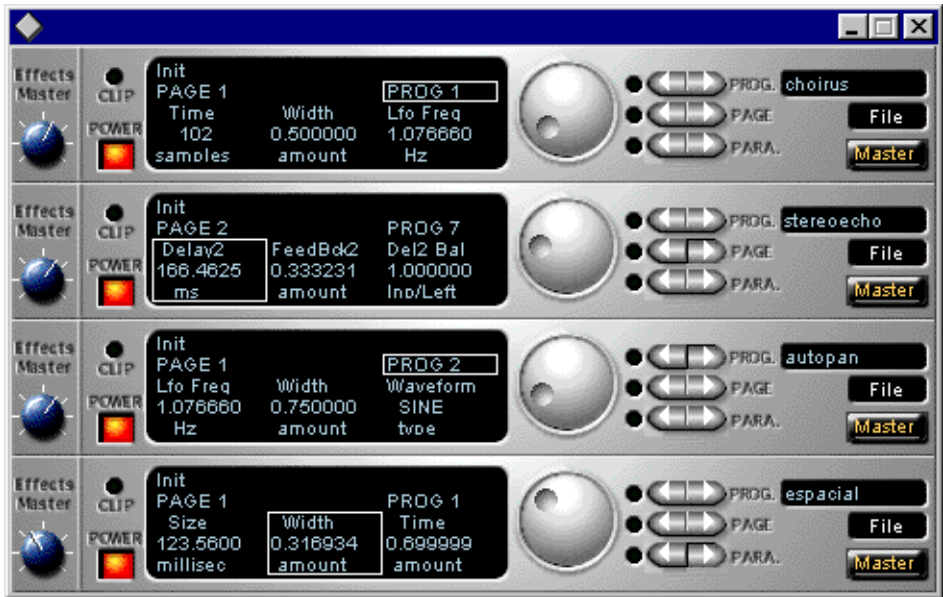 Effects
Master
CLIP
POWER
Init
PAGE 1 PROG 1
Time Width Lfo Freq
102 0.500000 1.076660
samples amount Hz
PROG. choirus
PAGE File
PARA. Master
Effects
Master
CLIP
POWER
Init
PAGE 2 PROG 7
Delay2 FeedBck2 Del2 Bal
166.4625 0.333231 1.000000
ms amount Inp/Left
PROG. stereoecho
PAGE File
PARA. Master
Effects
Master
CLIP
POWER
Init
PAGE 1 PROG 2
Lfo Freq Width Waveform
1.076660 0.750000 SINE
Hz amount type
PROG. autopan
PAGE File
PARA. Master
Effects
Master
CLIP
POWER
Init
PAGE 1 PROG 1
Size Width Time
123.5600 0.316934 0.699999
millisec amount amount
PROG. espacial
PAGE File
PARA. Master